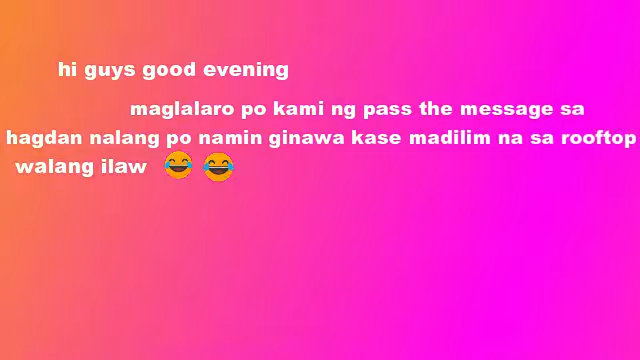 hi guys good evening
maglalaro po kami ng pass the message sa
hagdan nalang po namin ginawa kase madilim na sa rooftop
walang ilaw 😂 😂